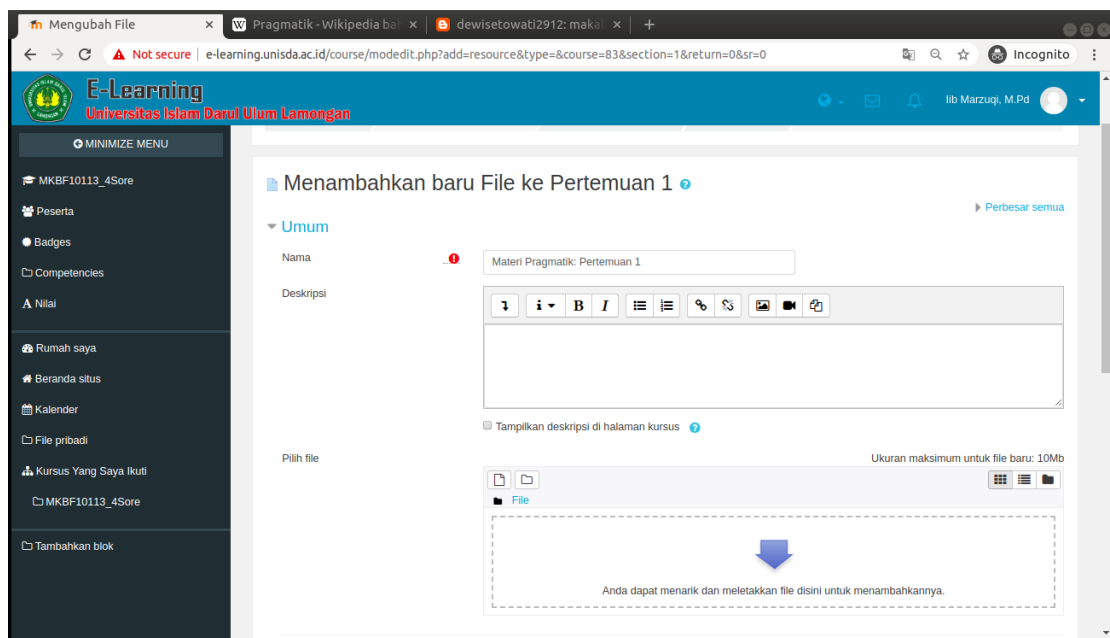 Mengubah File
Pragmatik - Wikipedia ba
dewisetowati2912: maka
Not secure | e-learning.unisda.ac.id/course/modedit.php?add=resource&type=&course=83&section=1&return=0&sr=0
Incognito
E-Learning
Universitas Islam Darul Ulum Lamongan
Iib Marzuqi, M.Pd
MINIMIZE MENU
MKBF10113_4Sore
Peserta
Badges
Competencies
Nilai
Rumah saya
Beranda situs
Kalender
File pribadi
Kursus Yang Saya Ikuti
MKBF10113_4Sore
Tambahkan blok
Menambahkan baru File ke Pertemuan 1
Perbesar semua
Umum
Nama
Materi Pragmatik: Pertemuan 1
Deskripsi
B I
Tampilkan deskripsi di halaman kursus
Pilih file
Ukuran maksimum untuk file baru: 10Mb
File
Anda dapat menarik dan meletakkan file disini untuk menambahkannya.